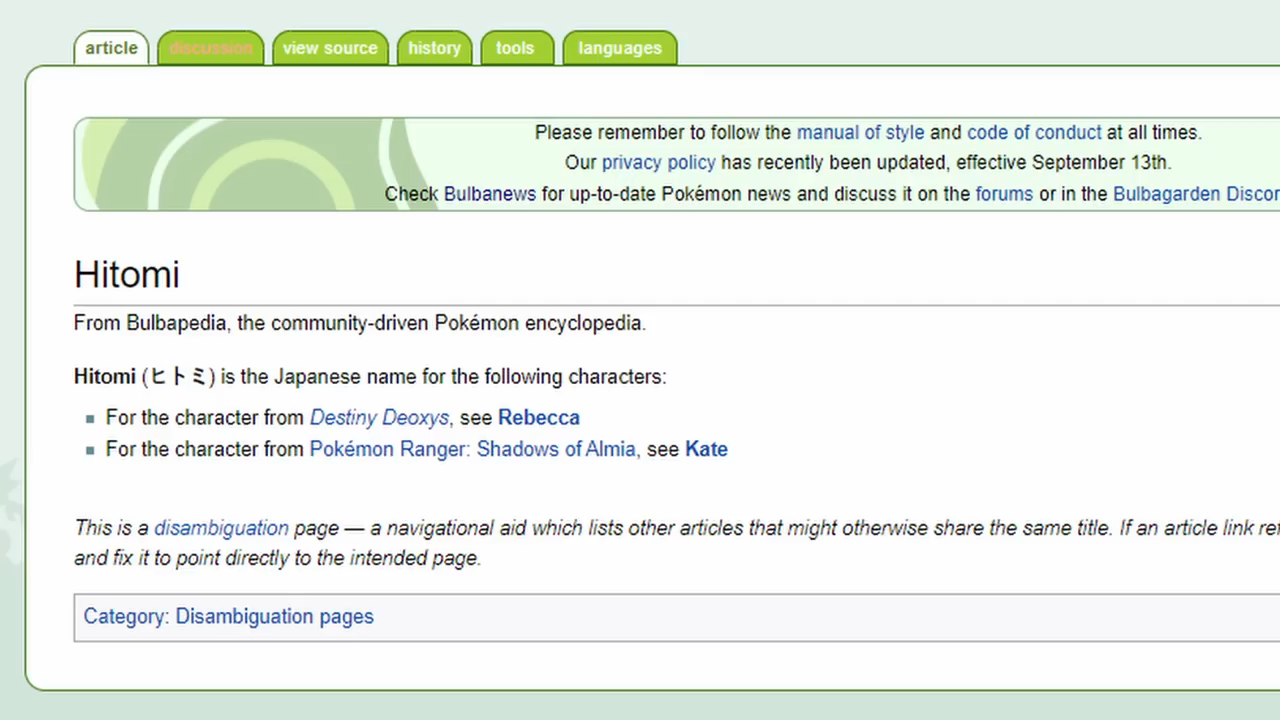 article discussion view source history tools languages
Please remember to follow the manual of style and code of conduct at all times.
Our privacy policy has recently been updated, effective September 13th.
Check Bulbanews for up-to-date Pokémon news and discuss it on the forums or in the Bulbagarden
Hitomi
From Bulbapedia, the community-driven Pokémon encyclopedia.
Hitomi (ヒトミ) is the Japanese name for the following characters:
For the character from Destiny Deoxys, see Rebecca
For the character from Pokémon Ranger: Shadows of Almia, see Kate
This is a disambiguation page — a navigational aid which lists other articles that might otherwise share the same title. If an article link
and fix it to point directly to the intended page.
Category: Disambiguation pages